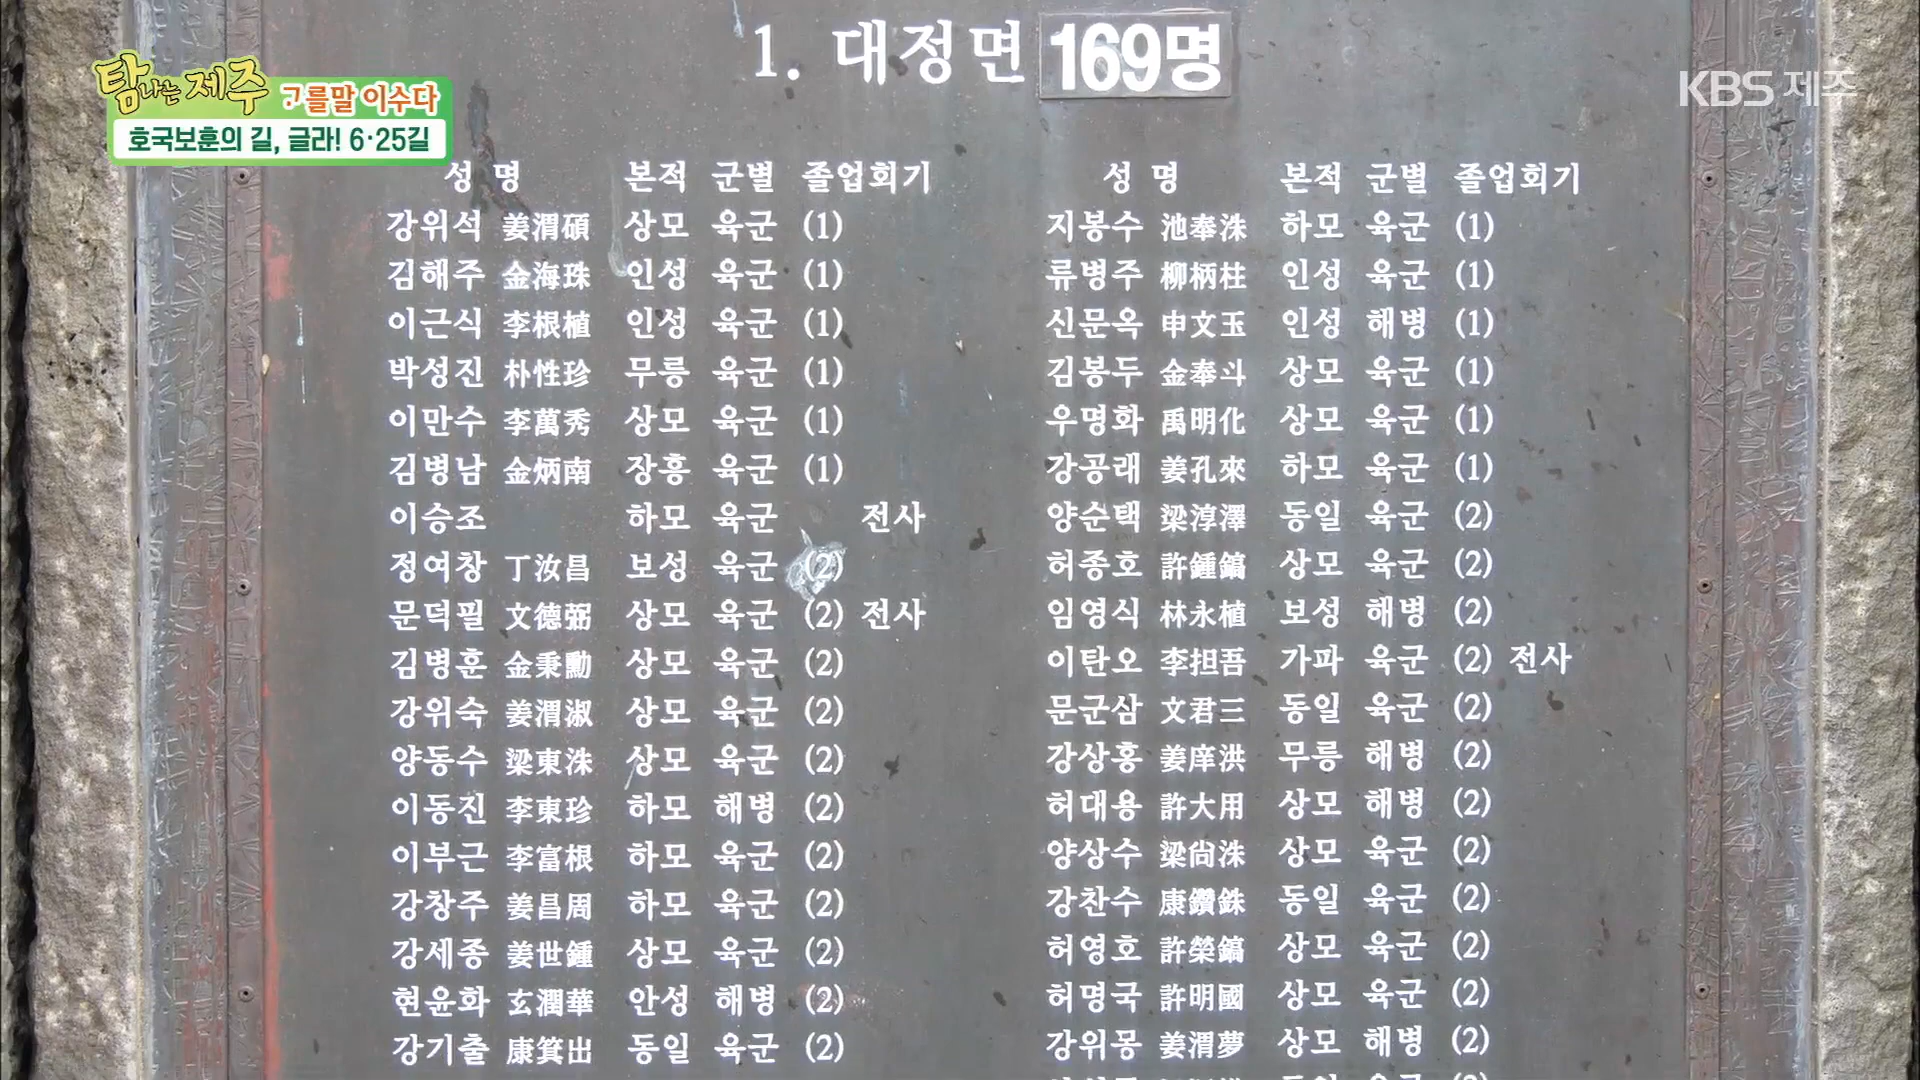 탐나는 제주 구를말 이수다
호국보훈의 길, 글라! 6·25길
KBS 제주
1. 대정면 169명
성 명 본적 군별 졸업회기
강위석 姜渭碩 상모 육군 (1)
김해주 金海珠 인성 육군 (1)
이근식 李根植 인성 육군 (1)
박성진 朴性珍 무릉 육군 (1)
이만수 李萬秀 상모 육군 (1)
김병남 金炳南 장흥 육군 (1)
이승조 하모 육군 전사
정여창 丁汝昌 보성 육군 (2)
문덕필 文德弼 상모 육군 (2) 전사
김병훈 金秉勳 상모 육군 (2)
강위숙 姜渭淑 상모 육군 (2)
양동수 梁東洙 상모 육군 (2)
이동진 李東珍 하모 해병 (2)
이부근 李富根 하모 육군 (2)
강창주 姜昌周 하모 육군 (2)
강세종 姜世鍾 상모 육군 (2)
현윤화 玄潤華 안성 해병 (2)
강기출 康箕出 동일 육군 (2)
성 명 본적 군별 졸업회기
지봉수 池奉洙 하모 육군 (1)
류병주 柳柄柱 인성 육군 (1)
신문옥 申文玉 인성 해병 (1)
김봉두 金奉斗 상모 육군 (1)
우명화 禹明化 상모 육군 (1)
강공래 姜孔來 하모 육군 (1)
양순택 梁淳澤 동일 육군 (2)
허종호 許鍾鎬 상모 육군 (2)
임영식 林永植 보성 해병 (2)
이탄오 李担吾 가파 육군 (2) 전사
문군삼 文君三 동일 육군 (2)
강상홍 姜庠洪 무릉 해병 (2)
허대용 許大用 상모 해병 (2)
양상수 梁尙洙 상모 육군 (2)
강찬수 康鑽銖 동일 육군 (2)
허영호 許榮鎬 상모 육군 (2)
허명국 許明國 상모 육군 (2)
강위몽 姜渭夢 상모 해병 (2)